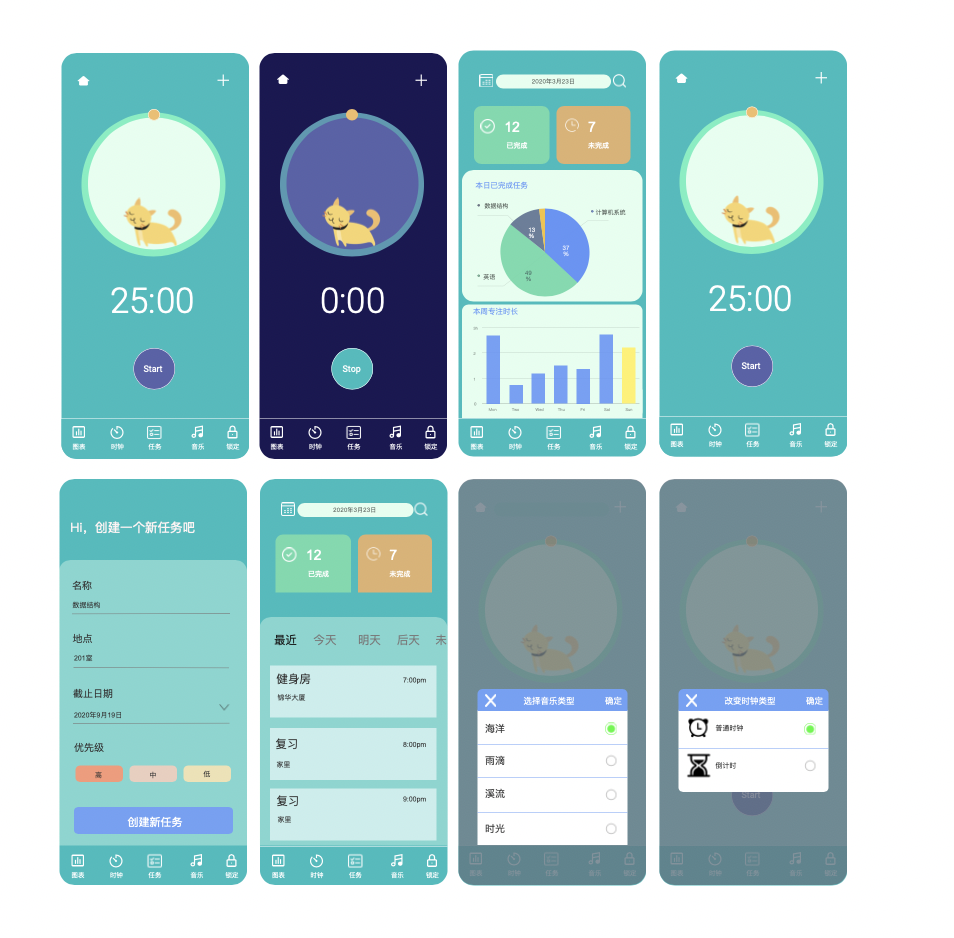 25:00
Start
图表 时钟 任务 音乐 锁定
0:00
Stop
图表 时钟 任务 音乐 锁定
2020年3月23日
12
已完成
7
未完成
本日已完成任务
数据结构
计算机系统
13
%
37
%
49
%
英语
本周专注时长
2
1
0
Mon Tues Wed Thu Fri Sat Sun
图表 时钟 任务 音乐 锁定
25:00
Start
图表 时钟 任务 音乐 锁定
Hi，创建一个新任务吧
名称
数据结构
地点
201室
截止日期
2020年9月19日
优先级
高 中 低
创建新任务
图表 时钟 任务 音乐 锁定
2020年3月23日
12
已完成
7
未完成
最近 今天 明天 后天 未
健身房 7:00pm
锦华大厦
复习 8:00pm
家里
复习 9:00pm
家里
图表 时钟 任务 音乐 锁定
选择音乐类型 确定
海洋
雨滴
溪流
时光
图表 时钟 任务 音乐 锁定
改变时钟类型 确定
普通时钟
倒计时
Start
图表 时钟 任务 音乐 锁定